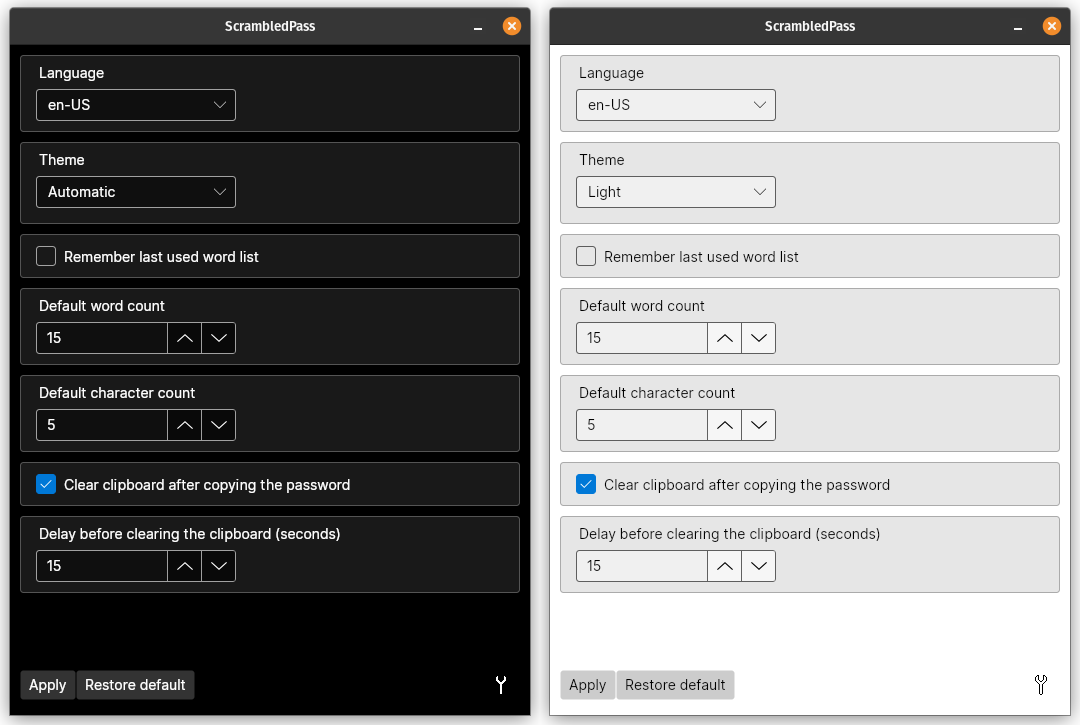 ScrambledPass
Language
en-US
Theme
Automatic
Remember last used word list
Default word count
15
Default character count
5
Clear clipboard after copying the password
Delay before clearing the clipboard (seconds)
15
Apply
Restore default
ScrambledPass
Language
en-US
Theme
Light
Remember last used word list
Default word count
15
Default character count
5
Clear clipboard after copying the password
Delay before clearing the clipboard (seconds)
15
Apply
Restore default